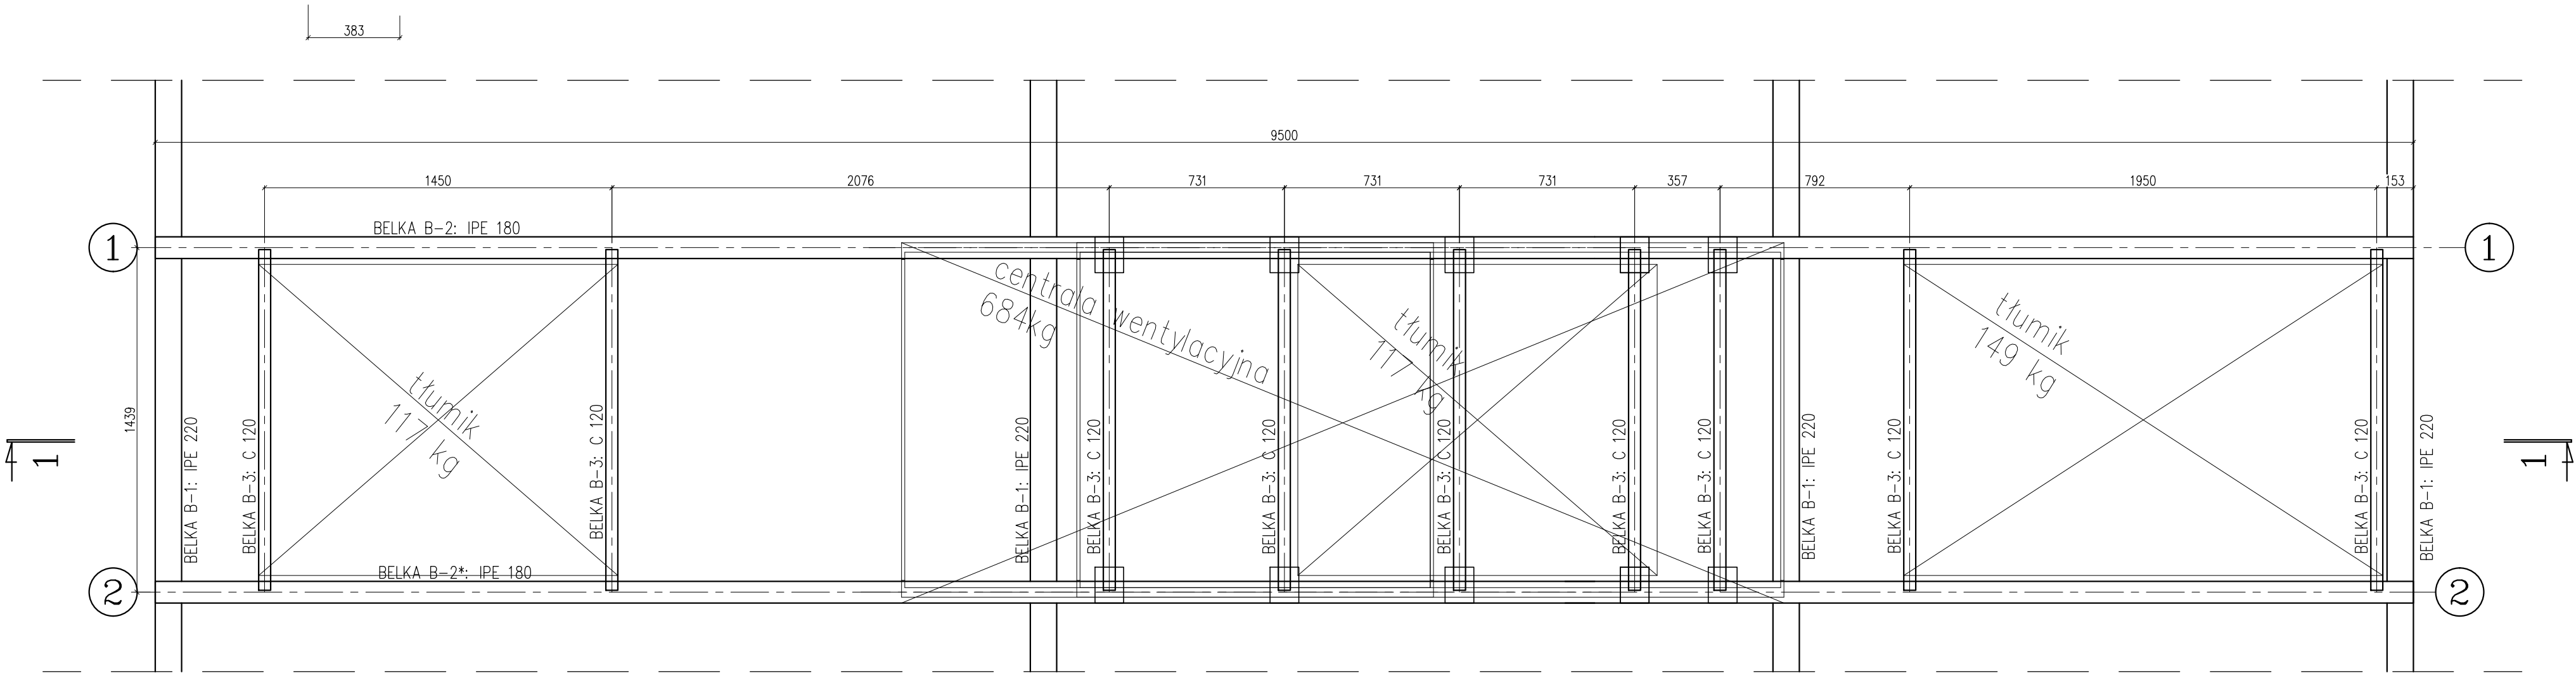 383
9500
1450
2076
731
731
731
357
792
1950
153
BELKA B-2: IPE 180
1
1
centrala wentylacyjna
684kg
tłumik
117 kg
tłumik
149 kg
tłumik
117 kg
1439
BELKA B-1: IPE 220
BELKA B-3: C 120
BELKA B-3: C 120
BELKA B-1: IPE 220
BELKA B-3: C 120
BELKA B-3: C 120
BELKA B-3: C 120
BELKA B-3: C 120
BELKA B-3: C 120
BELKA B-1: IPE 220
BELKA B-3: C 120
BELKA B-3: C 120
BELKA B-1: IPE 220
1
1
BELKA B-2*: IPE 180
2
2